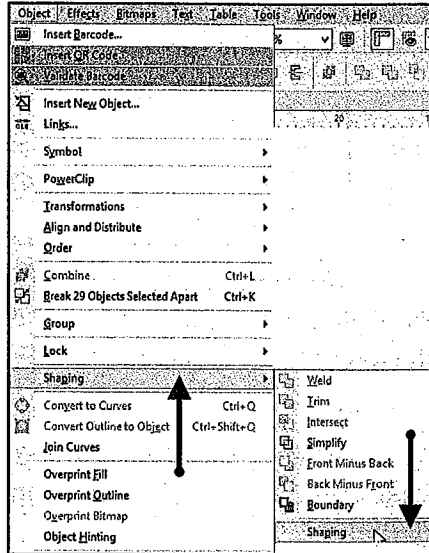 Object Effects Bitmaps Text Table Tools Window Help
Insert Barcode...
%
Insert QR Code
Validate Barcode
Insert New Object...
20
Links...
Symbol
PowerClip
Transformations
Align and Distribute
Order
Combine Ctrl+L
Break 29 Objects Selected Apart Ctrl+K
Group
Lock
Shaping
Convert to Curves Ctrl+Q
Convert Outline to Object Ctrl+Shift+Q
Join Curves
Overprint Fill
Overprint Outline
Overprint Bitmap
Object Hinting
Weld
Trim
Intersect
Simplify
Front Minus Back
Back Minus Front
Boundary
Shaping